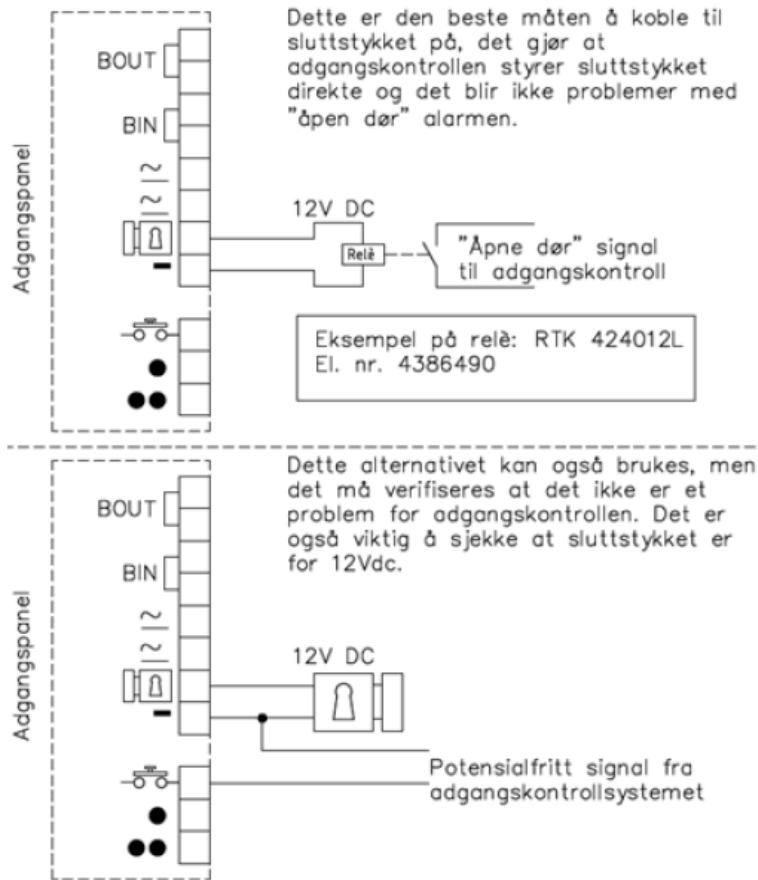 Dette er den beste måten å koble til
sluttstykket på, det gjør at
adgangskontrollen styrer sluttstykket
direkte og det blir ikke problemer med
"åpen dør" alarmen.
BOUT
BIN
Adgangspanel
12V DC
Relè
"Åpne dør" signal
til adgangskontroll
Eksempel på relè: RTK 424012L
El. nr. 4386490
Dette alternativet kan også brukes, men
det må verifiseres at det ikke er et
problem for adgangskontrollen. Det er
også viktig å sjekke at sluttstykket er
for 12Vdc.
BOUT
BIN
Adgangspanel
12V DC
Potensialfritt signal fra
adgangskontrollsystemet